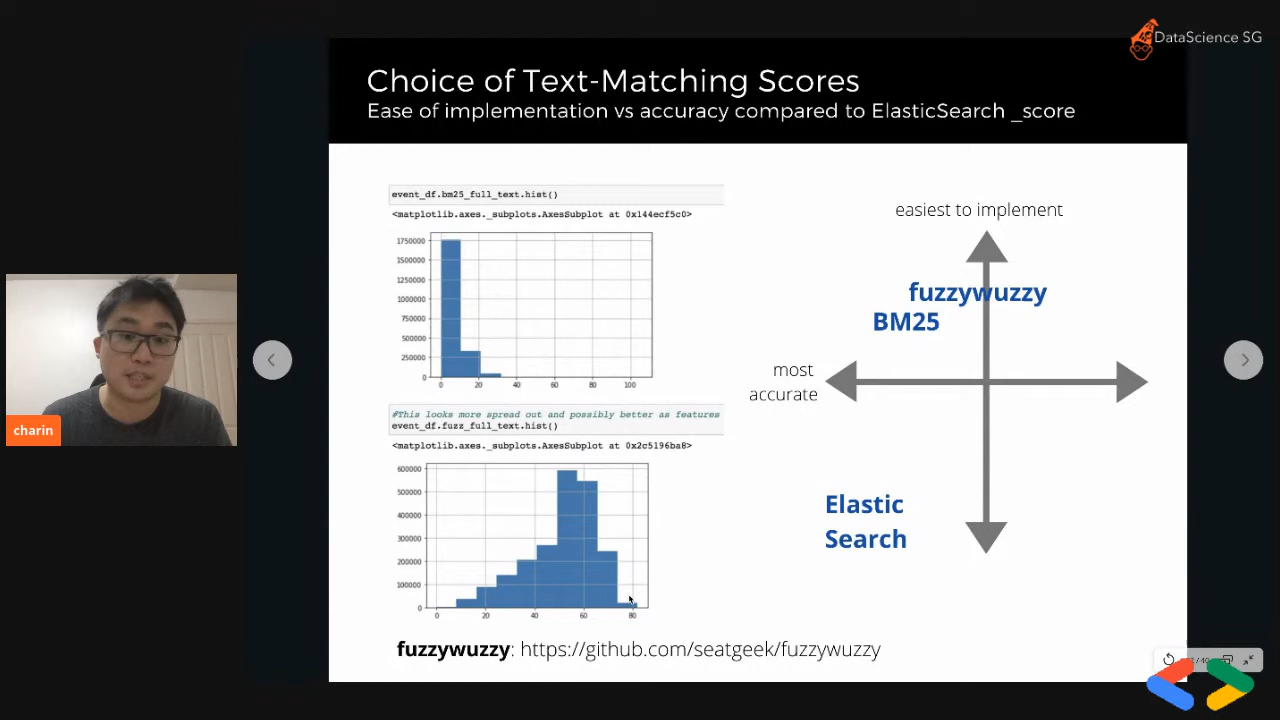 DataScience SG
Choice of Text-Matching Scores
Ease of implementation vs accuracy compared to ElasticSearch _score
event_df.bm25_full_text.hist()
<matplotlib.axes._subplots.AxesSubplot at 0x144ecf5c0>
1750000
1500000
1250000
1000000
750000
500000
250000
0
0 20 40 60 80 100
#This looks more spread out and possibly better as features
event_df.fuzz_full_text.hist()
<matplotlib.axes._subplots.AxesSubplot at 0x2c5196ba8>
600000
500000
400000
300000
200000
100000
0
0 20 40 60 80
easiest to implement
fuzzywuzzy
BM25
most
accurate
Elastic
Search
fuzzywuzzy: https://github.com/seatgeek/fuzzywuzzy
charin